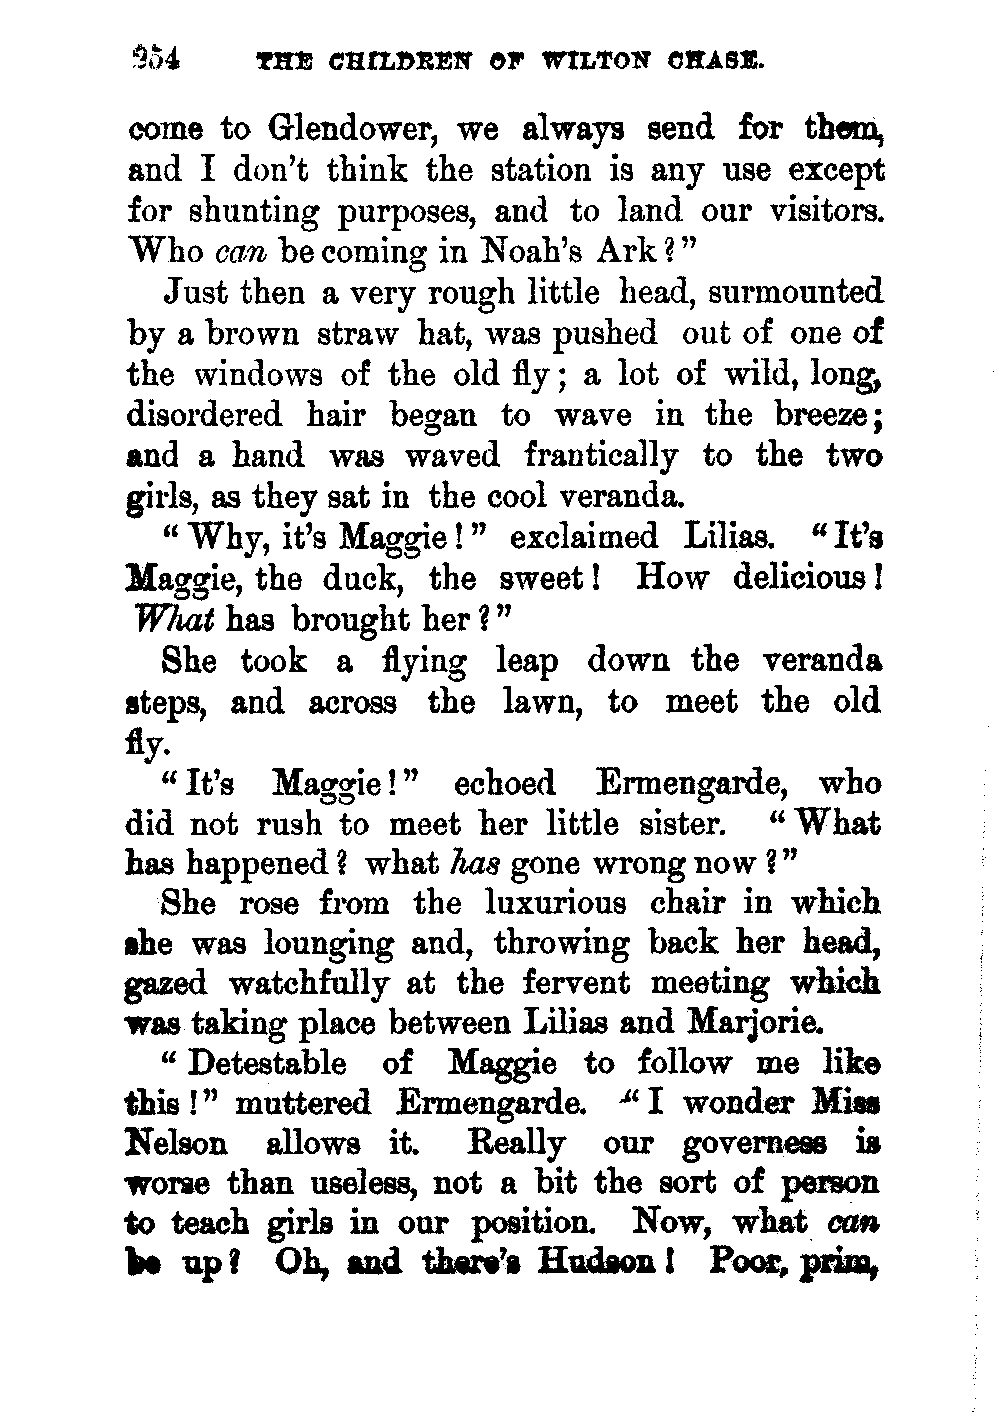 254 THE CHILDREN OF WILTON CHASE.
come to Glendower, we always send for them,
and I don't think the station is any use except
for shunting purposes, and to land our visitors.
Who can be coming in Noah's Ark?"
Just then a very rough little head, surmounted
by a brown straw hat, was pushed out of one of
the windows of the old fly; a lot of wild, long,
disordered hair began to wave in the breeze;
and a hand was waved frantically to the two
girls, as they sat in the cool veranda.
"Why, it's Maggie!" exclaimed Lilias. "It's
Maggie, the duck, the sweet! How delicious!
What has brought her?"
She took a flying leap down the veranda
steps, and across the lawn, to meet the old
fly.
"It's Maggie!" echoed Ermengarde, who
did not rush to meet her little sister. "What
has happened? what has gone wrong now?"
She rose from the luxurious chair in which
she was lounging and, throwing back her head,
gazed watchfully at the fervent meeting which
was taking place between Lilias and Marjorie.
"Detestable of Maggie to follow me like
this!" muttered Ermengarde. "I wonder Miss
Nelson allows it. Really our governess is
worse than useless, not a bit the sort of person
to teach girls in our position. Now, what can
be up? Oh, and there's Hudson! Poor, prim,